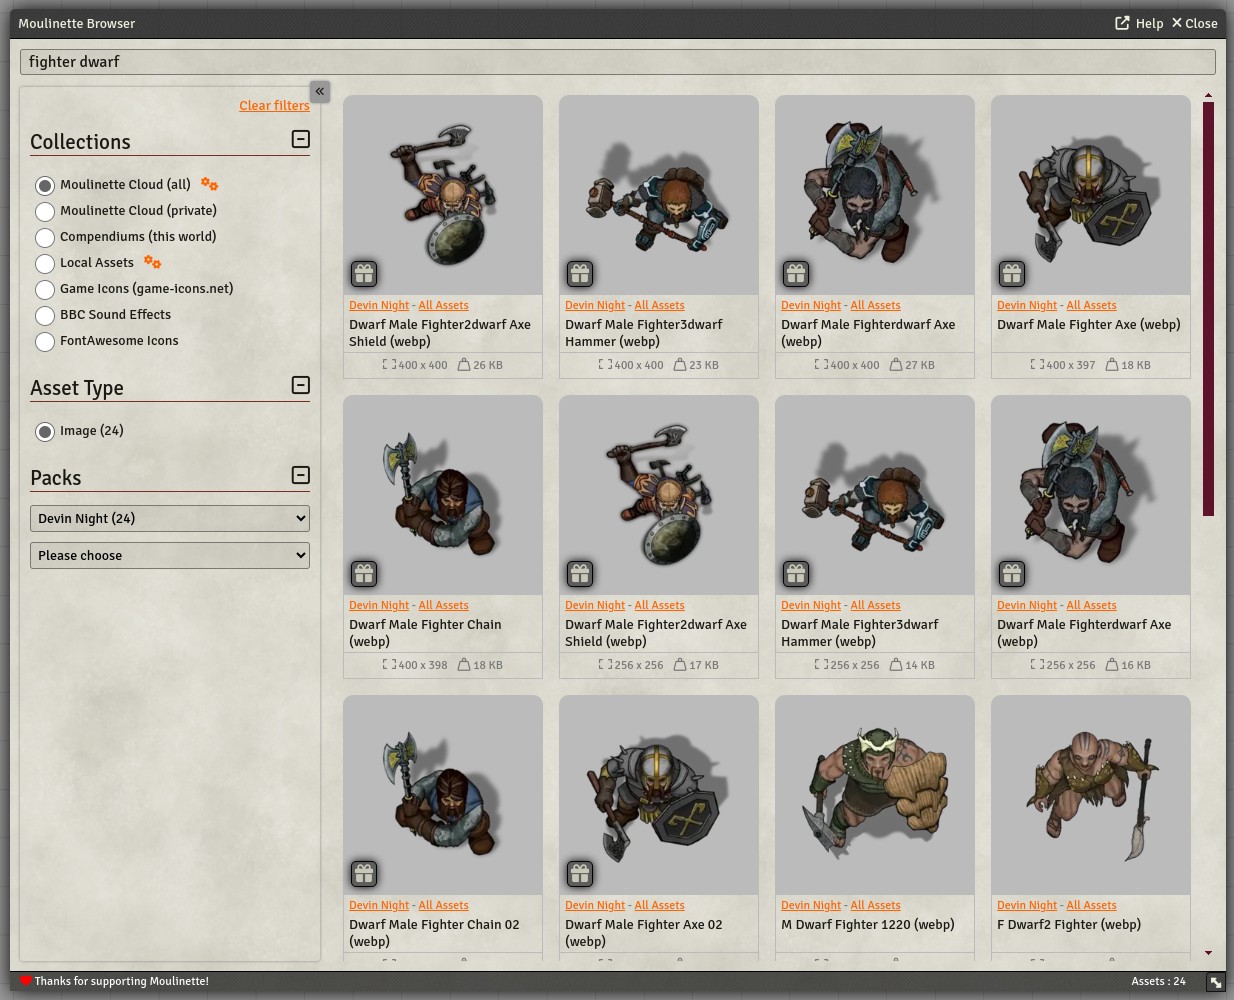 Moulinette Browser
Help
Close
fighter dwarf
«
Clear filters
Collections
Moulinette Cloud (all)
Moulinette Cloud (private)
Compendiums (this world)
Local Assets
Game Icons (game-icons.net)
BBC Sound Effects
FontAwesome Icons
Asset Type
Image (24)
Packs
Devin Night (24)
Please choose
Devin Night - All Assets
Dwarf Male Fighter2dwarf Axe
Shield (webp)
400 x 400 26 KB
Devin Night - All Assets
Dwarf Male Fighter3dwarf
Hammer (webp)
400 x 400 23 KB
Devin Night - All Assets
Dwarf Male Fighterdwarf Axe
(webp)
400 x 400 27 KB
Devin Night - All Assets
Dwarf Male Fighter Axe (webp)
400 x 397 18 KB
Devin Night - All Assets
Dwarf Male Fighter Chain
(webp)
400 x 398 18 KB
Devin Night - All Assets
Dwarf Male Fighter2dwarf Axe
Shield (webp)
256 x 256 17 KB
Devin Night - All Assets
Dwarf Male Fighter3dwarf
Hammer (webp)
256 x 256 14 KB
Devin Night - All Assets
Dwarf Male Fighterdwarf Axe
(webp)
256 x 256 16 KB
Devin Night - All Assets
Dwarf Male Fighter Chain 02
(webp)
Devin Night - All Assets
Dwarf Male Fighter Axe 02
(webp)
Devin Night - All Assets
M Dwarf Fighter 1220 (webp)
Devin Night - All Assets
F Dwarf2 Fighter (webp)
Thanks for supporting Moulinette!
Assets : 24